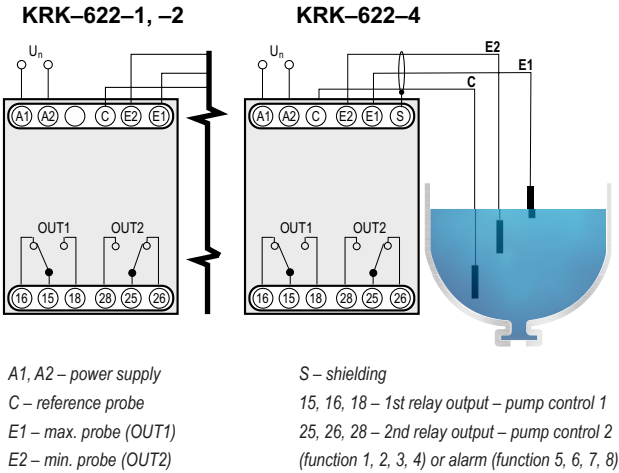 KRK–622–1, –2
KRK–622–4
Un
A1 A2 C E2 E1
OUT1 OUT2
16 15 18 28 25 26
Un
E2
E1
C
A1 A2 C E2 E1 S
OUT1 OUT2
16 15 18 28 25 26
A1, A2 – power supply
C – reference probe
E1 – max. probe (OUT1)
E2 – min. probe (OUT2)
S – shielding
15, 16, 18 – 1st relay output – pump control 1
25, 26, 28 – 2nd relay output – pump control 2
(function 1, 2, 3, 4) or alarm (function 5, 6, 7, 8)